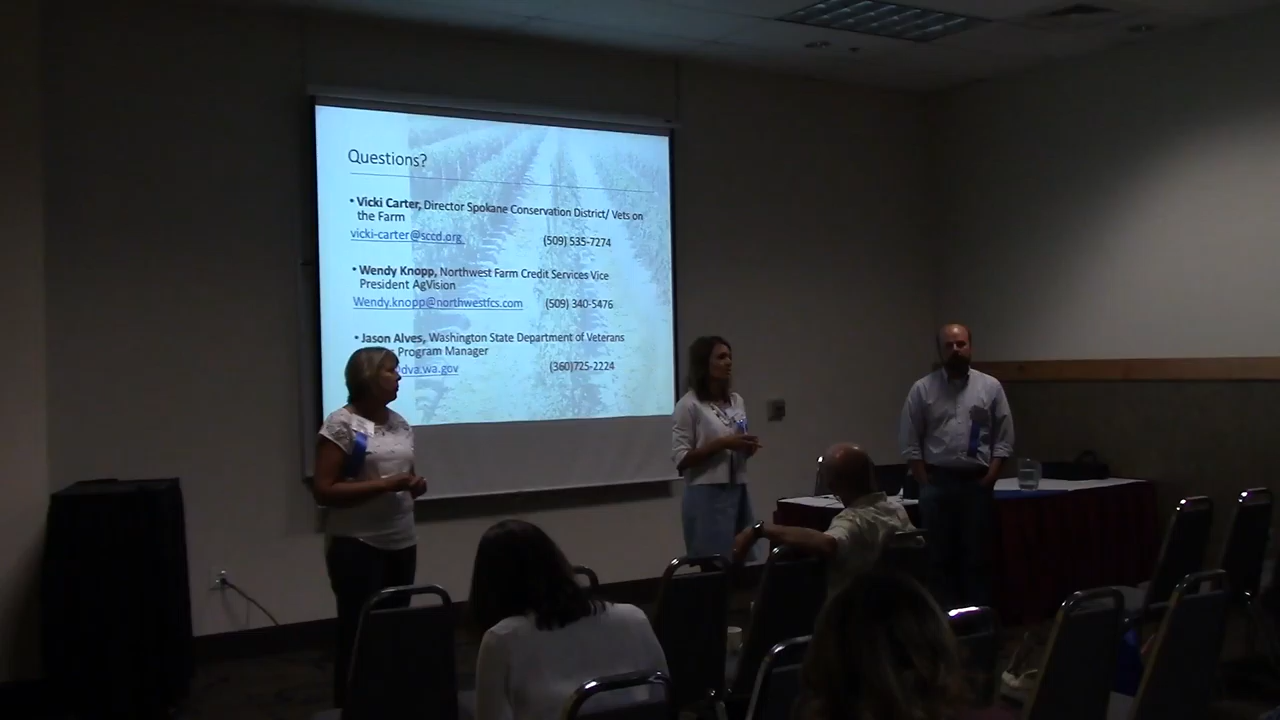 Questions?
• Vicki Carter, Director Spokane Conservation District/ Vets on
the Farm
vicki-carter@sccd.org (509) 535-7274
• Wendy Knopp, Northwest Farm Credit Services Vice
President AgVision
Wendy.knopp@northwestfcs.com (509) 340-5476
• Jason Alves, Washington State Department of Veterans
Program Manager
@dva.wa.gov (360)725-2224